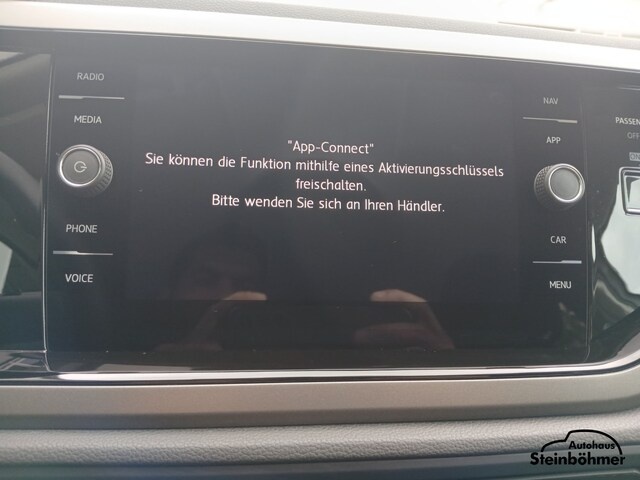 RADIO
MEDIA
PHONE
VOICE
"App-Connect"
Sie können die Funktion mithilfe eines Aktivierungsschlüssels
freischalten.
Bitte wenden Sie sich an Ihren Händler.
NAV
APP
CAR
MENU
PASSEN
OFF
Autohaus
Steinböhmer